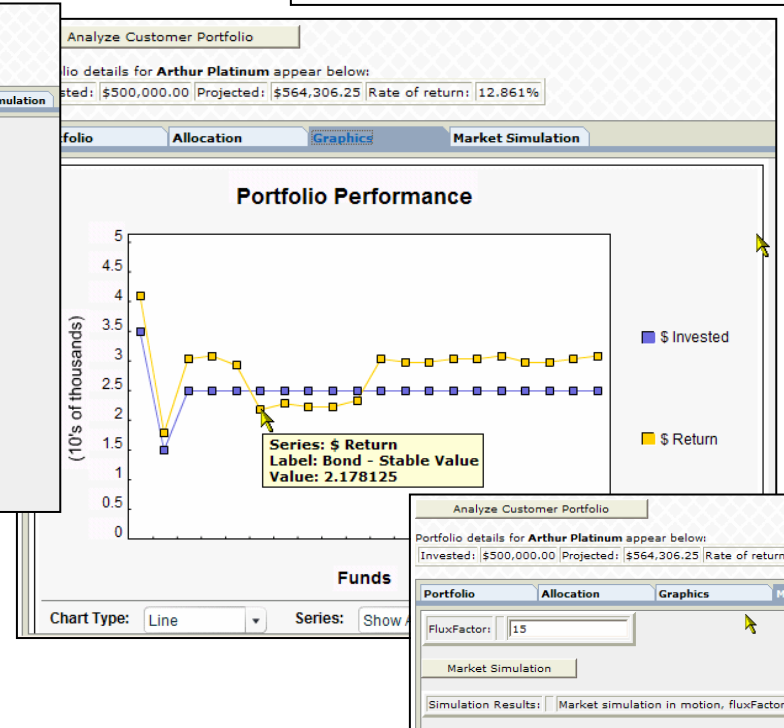 Analyze Customer Portfolio
details for Arthur Platinum appear below:
$500,000.00 Projected: $564,306.25 Rate of return: 12.861%
Allocation Graphics Market Simulation
Portfolio Performance
5
4.5
4
3.5
3
2.5
2
1.5
1
0.5
0
(10's of thousands)
$ Invested
$ Return
Series: $ Return
Label: Bond - Stable Value
Value: 2.178125
Funds
Chart Type: Line Series: Show
Analyze Customer Portfolio
Portfolio details for Arthur Platinum appear below:
Invested: $500,000.00 Projected: $564,306.25 Rate of return
Portfolio Allocation Graphics
FluxFactor: 15
Market Simulation
Simulation Results: Market simulation in motion, fluxFactor